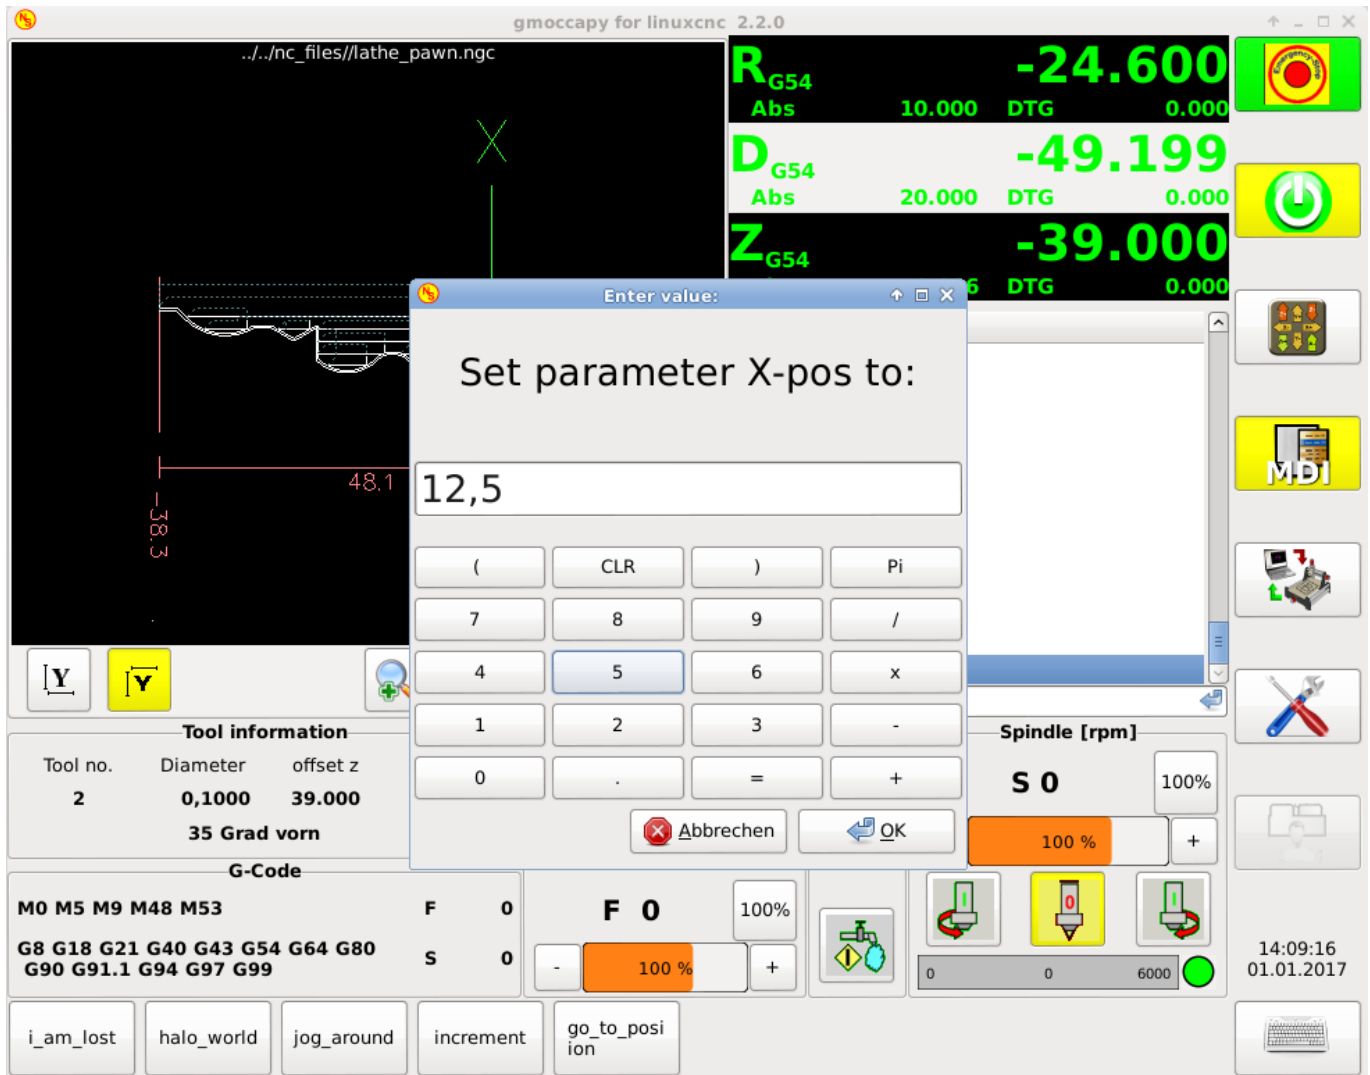 gmoccapy for linuxcnc 2.2.0
../../nc_files//lathe_pawn.ngc
X
48.1
-38.3
R G54 -24.600
Abs 10.000 DTG 0.000
D G54 -49.199
Abs 20.000 DTG 0.000
Z G54 -39.000
6 DTG 0.000
Emergency-Stop
MDI
Enter value:
Set parameter X-pos to:
12,5
( CLR ) Pi
7 8 9 /
4 5 6 x
1 2 3 -
0 . = +
Abbrechen OK
Y Y
Tool information
Tool no. Diameter offset z
2 0,1000 39.000
35 Grad vorn
G-Code
M0 M5 M9 M48 M53
G8 G18 G21 G40 G43 G54 G64 G80
G90 G91.1 G94 G97 G99
F 0
S 0
F 0 100%
- 100 % +
Spindle [rpm]
S 0 100%
100 % +
I 0 I
0 0 6000
14:09:16
01.01.2017
i_am_lost
halo_world
jog_around
increment
go_to_posi
ion